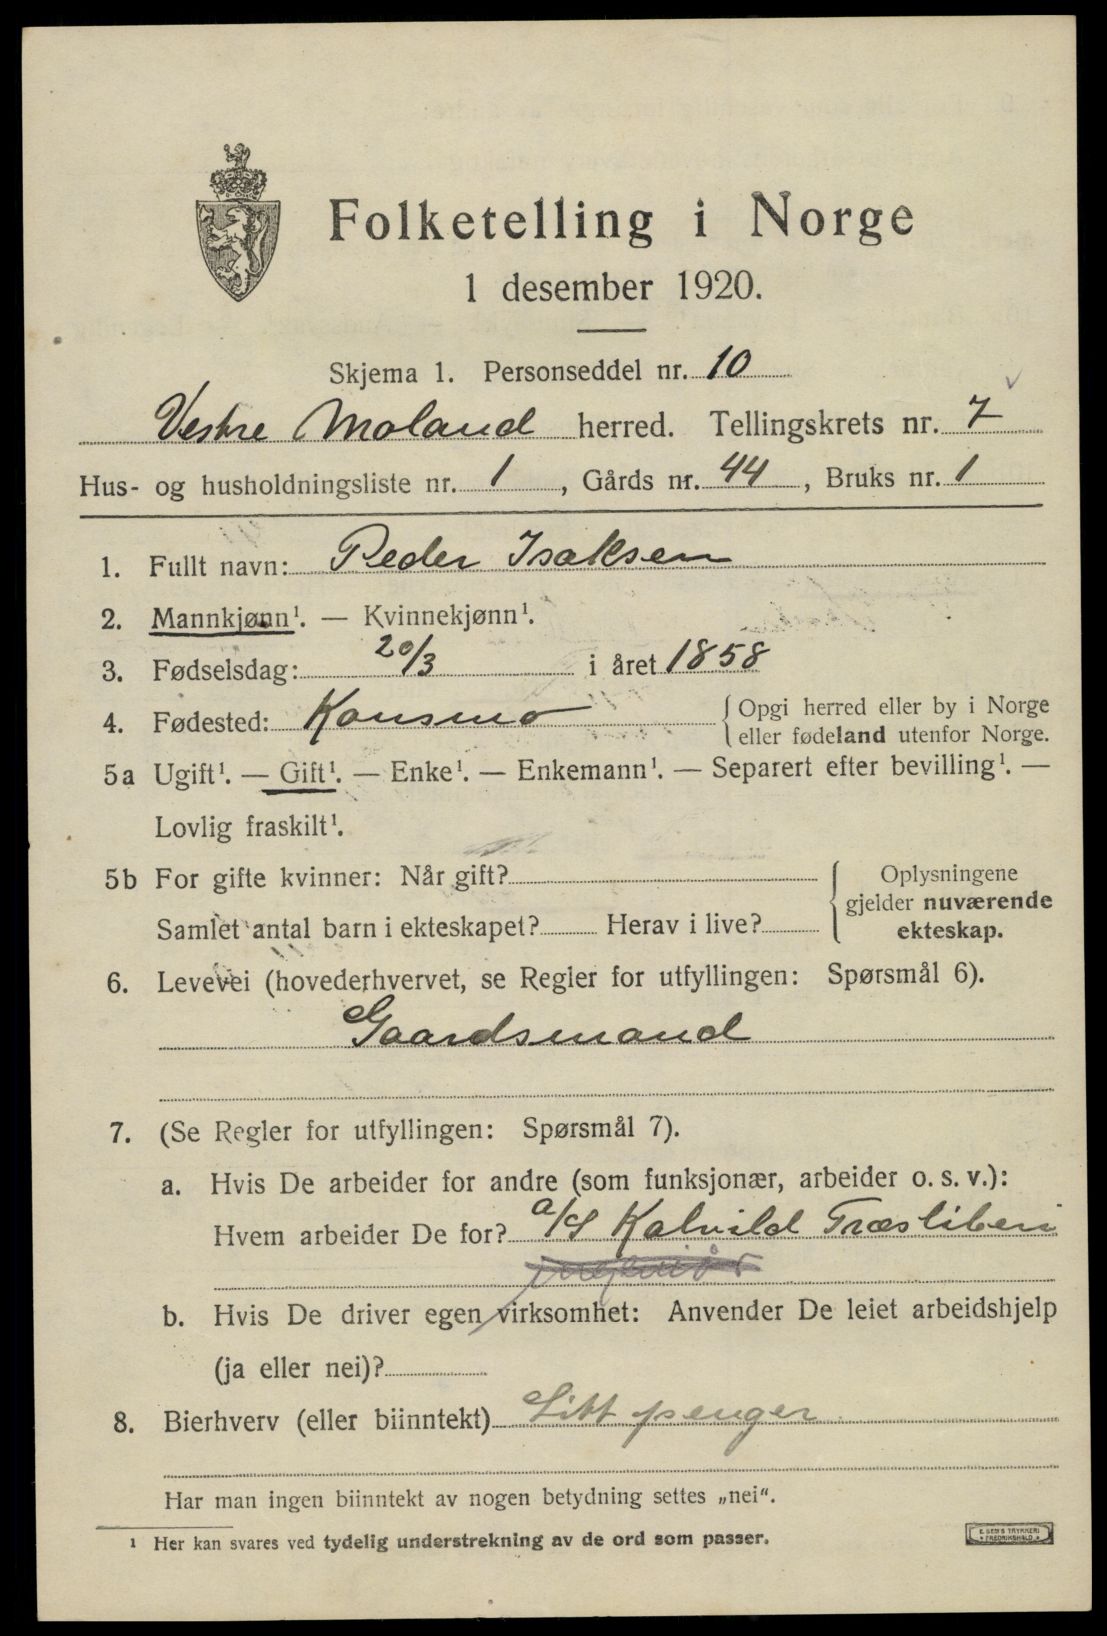 Folketelling i Norge
1 desember 1920.
Skjema 1. Personseddel nr. 10
Vestre Moland herred. Tellingskrets nr. 7
Hus- og husholdningsliste nr. 1, Gårds nr. 44, Bruks nr. 1
1. Fullt navn: Peder Isaksen
2. Mannkjønn¹. — Kvinnekjønn¹.
3. Fødselsdag: 20/3 i året 1858
4. Fødested: Konsmo
Opgi herred eller by i Norge
eller fødeland utenfor Norge.
5a Ugift¹. — Gift¹. — Enke¹. — Enkemann¹. — Separert efter bevilling¹. —
Lovlig fraskilt¹.
5b For gifte kvinner: Når gift?
Samlet antal barn i ekteskapet? Herav i live?
Oplysningene
gjelder nuværende
ekteskap.
6. Levevei (hovederhvervet, se Regler for utfyllingen: Spørsmål 6).
Gaardsmand
7. (Se Regler for utfyllingen: Spørsmål 7).
a. Hvis De arbeider for andre (som funksjonær, arbeider o. s. v.):
Hvem arbeider De for? a/s Kalvild Træsliberi
b. Hvis De driver egen virksomhet: Anvender De leiet arbeidshjelp
(ja eller nei)?
8. Bierhverv (eller biinntekt) Litt penger
Har man ingen biinntekt av nogen betydning settes „nei“.
¹ Her kan svares ved tydelig understrekning av de ord som passer.
E. SEM'S TRYKKERI
FREDRIKSHALD